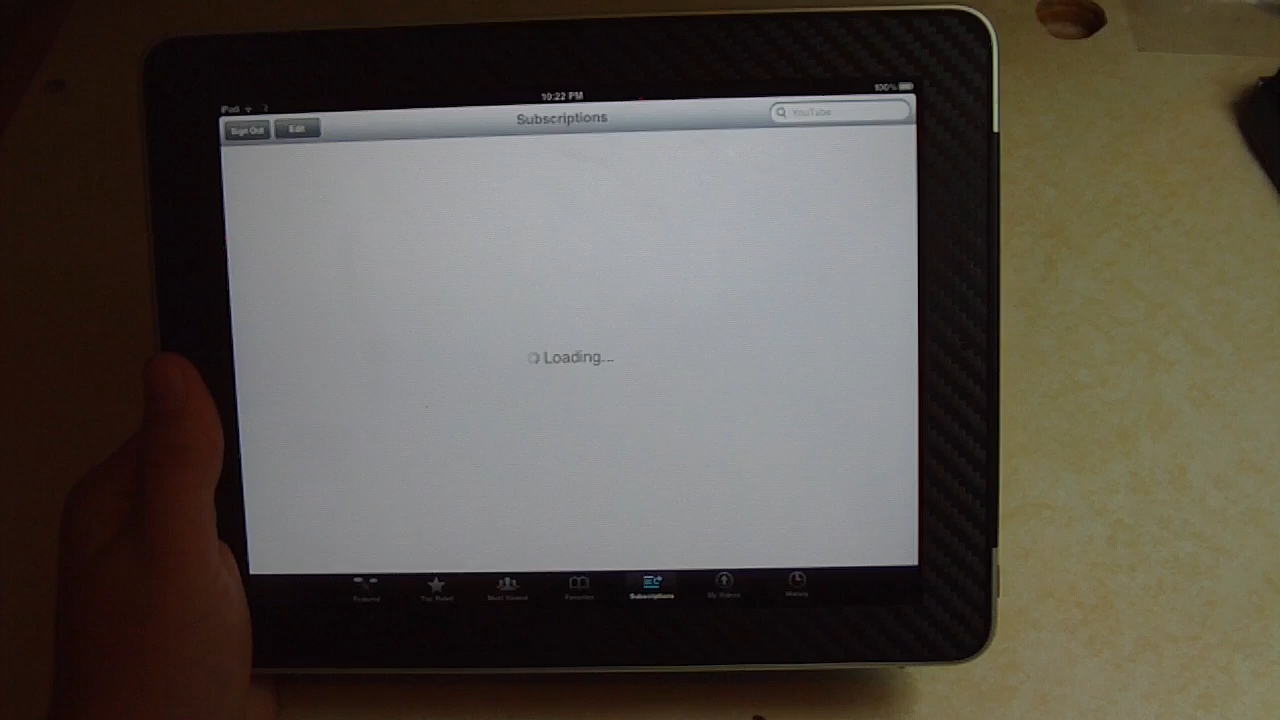 iPod
10:22 PM
100%
Sign Out
Edit
Subscriptions
YouTube
Loading...
Featured
Top Rated
Most Viewed
Favorites
Subscriptions
My Videos
History